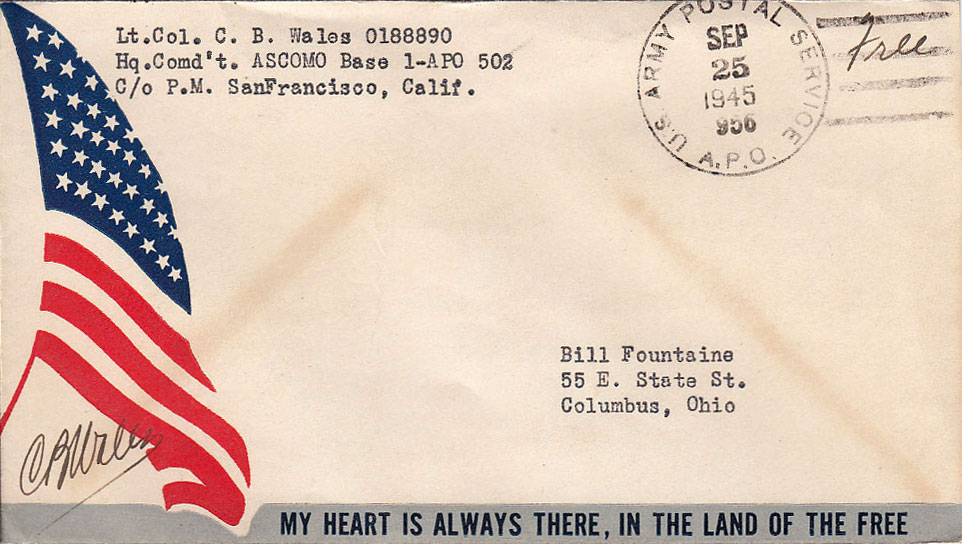 Lt.Col. C. B. Wales 0188890
Hq.Comd't. ASCOMO Base 1-APO 502
C/o P.M. SanFrancisco, Calif.
U.S. ARMY POSTAL SERVICE
SEP
25
1945
956
A.P.O.
Free
Bill Fountaine
55 E. State St.
Columbus, Ohio
CBWales
MY HEART IS ALWAYS THERE, IN THE LAND OF THE FREE